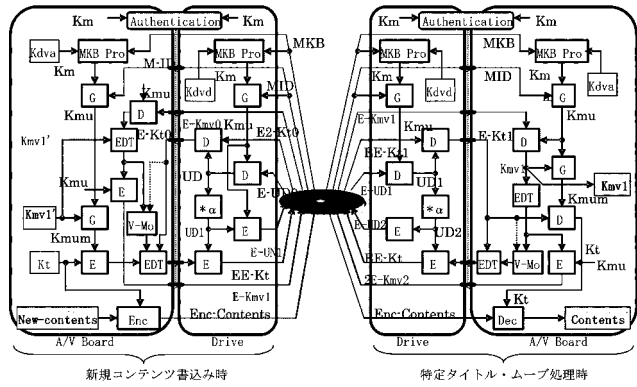 Km Authentication Km
Km Authentication Km
Kdva MKB Pro
MKB Pro
MKB
MKB Pro
MKB
MKB Pro
Km
M-ID
Kdvd
Km
MID
Km
Kdvd
MID
Km
Kdva
G
Kmu
G
G
G
Kmu
Kmu
D
E-Kmv0
Kmu
E2-Kt0
E-Kmv1
Kmu
Kmv1'
EDT
E-Kt0
D
D
EE-Kt1
E-Kt1
D
Kmu
E
UD
D
E-UD0
D
UD1
E-UD1
Kmv1
G
Kmv1
EDT
Kmv1'
G
V-Mo
*α
*α
Kmum
D
Kmum
UD1
E
E-UN1
E-UD2
E
UD2
Kt
E
EDT
E
EE-Kt
EE-Kt
E
EDT
V-Mo
E
Kt
Kmu
E-Kmv1
2E-Kmv2
Kt
New-contents
Enc
Enc-Contents
Enc-Contents
Dec
Contents
A/V Board
Drive
Drive
A/V Board
新規コンテンツ書込み時
特定タイトル・ムーブ処理時